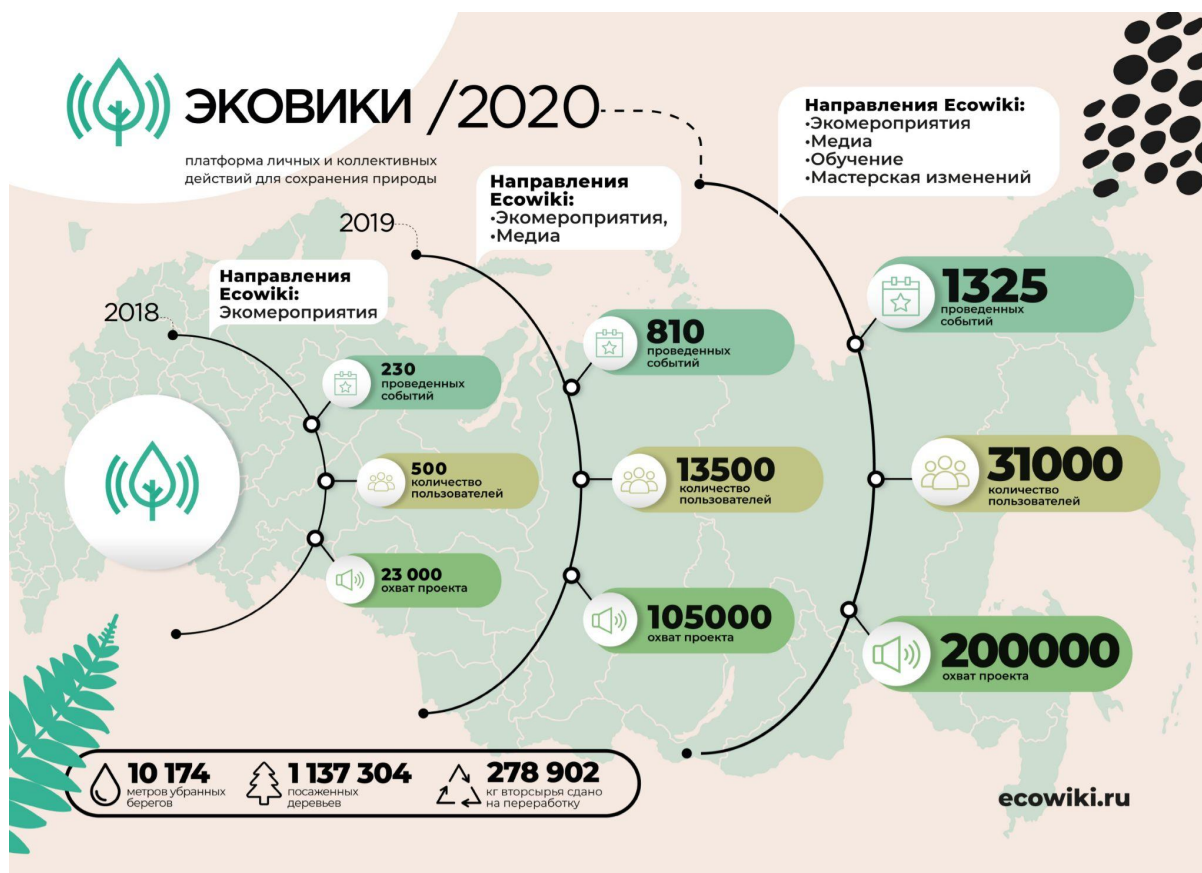 ЭКОВИКИ /2020
платформа личных и коллективных
действий для сохранения природы
2018
Направления
Ecowiki:
Экомероприятия
230
проведенных
событий
500
количество
пользователей
23 000
охват проекта
2019
Направления
Ecowiki:
•Экомероприятия,
•Медиа
810
проведенных
событий
13500
количество
пользователей
105000
охват проекта
Направления Ecowiki:
•Экомероприятия
•Медиа
•Обучение
•Мастерская изменений
1325
проведенных
событий
31000
количество
пользователей
200000
охват проекта
10 174
метров убранных
берегов
1 137 304
посаженных
деревьев
278 902
кг вторсырья сдано
на переработку
ecowiki.ru